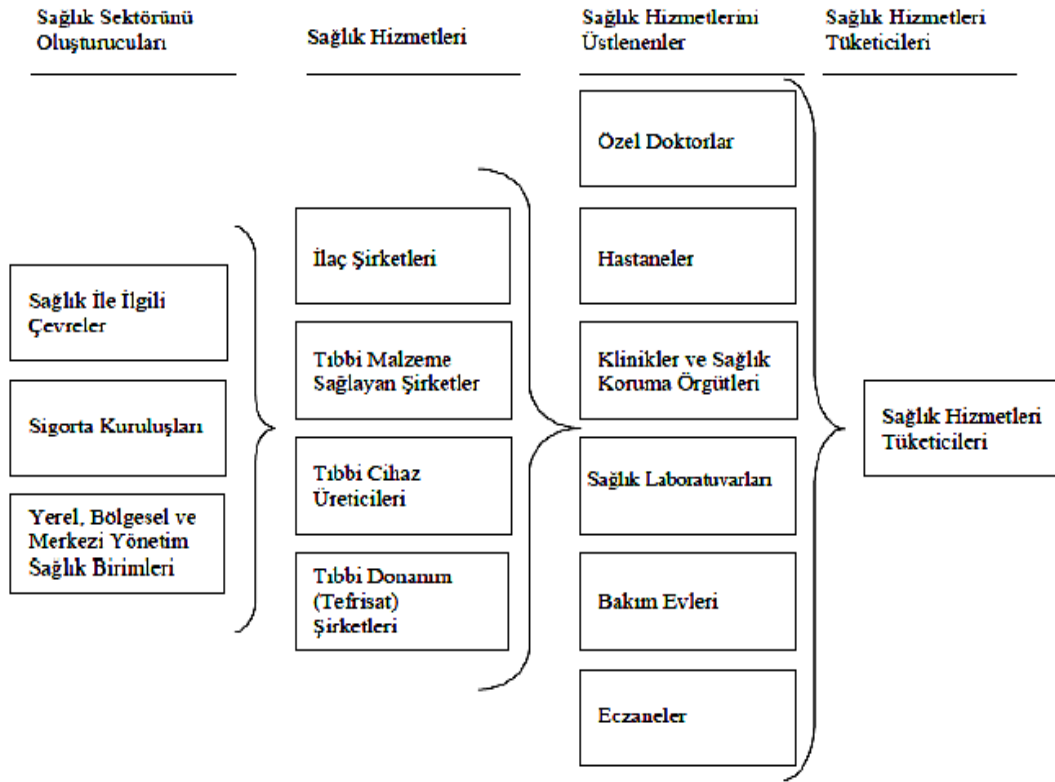 Sağlık Sektörünü
Oluşturucuları
Sağlık Hizmetleri
Sağlık Hizmetlerini
Üstlenenler
Sağlık Hizmetleri
Tüketicileri
Sağlık İle İlgili
Çevreler
Sigorta Kuruluşları
Yerel, Bölgesel ve
Merkezi Yönetim
Sağlık Birimleri
İlaç Şirketleri
Tıbbi Malzeme
Sağlayan Şirketler
Tıbbi Cihaz
Üreticileri
Tıbbi Donanım
(Tefrisat)
Şirketleri
Özel Doktorlar
Hastaneler
Klinikler ve Sağlık
Koruma Örgütleri
Sağlık Laboratuvarları
Bakım Evleri
Eczaneler
Sağlık Hizmetleri
Tüketicileri